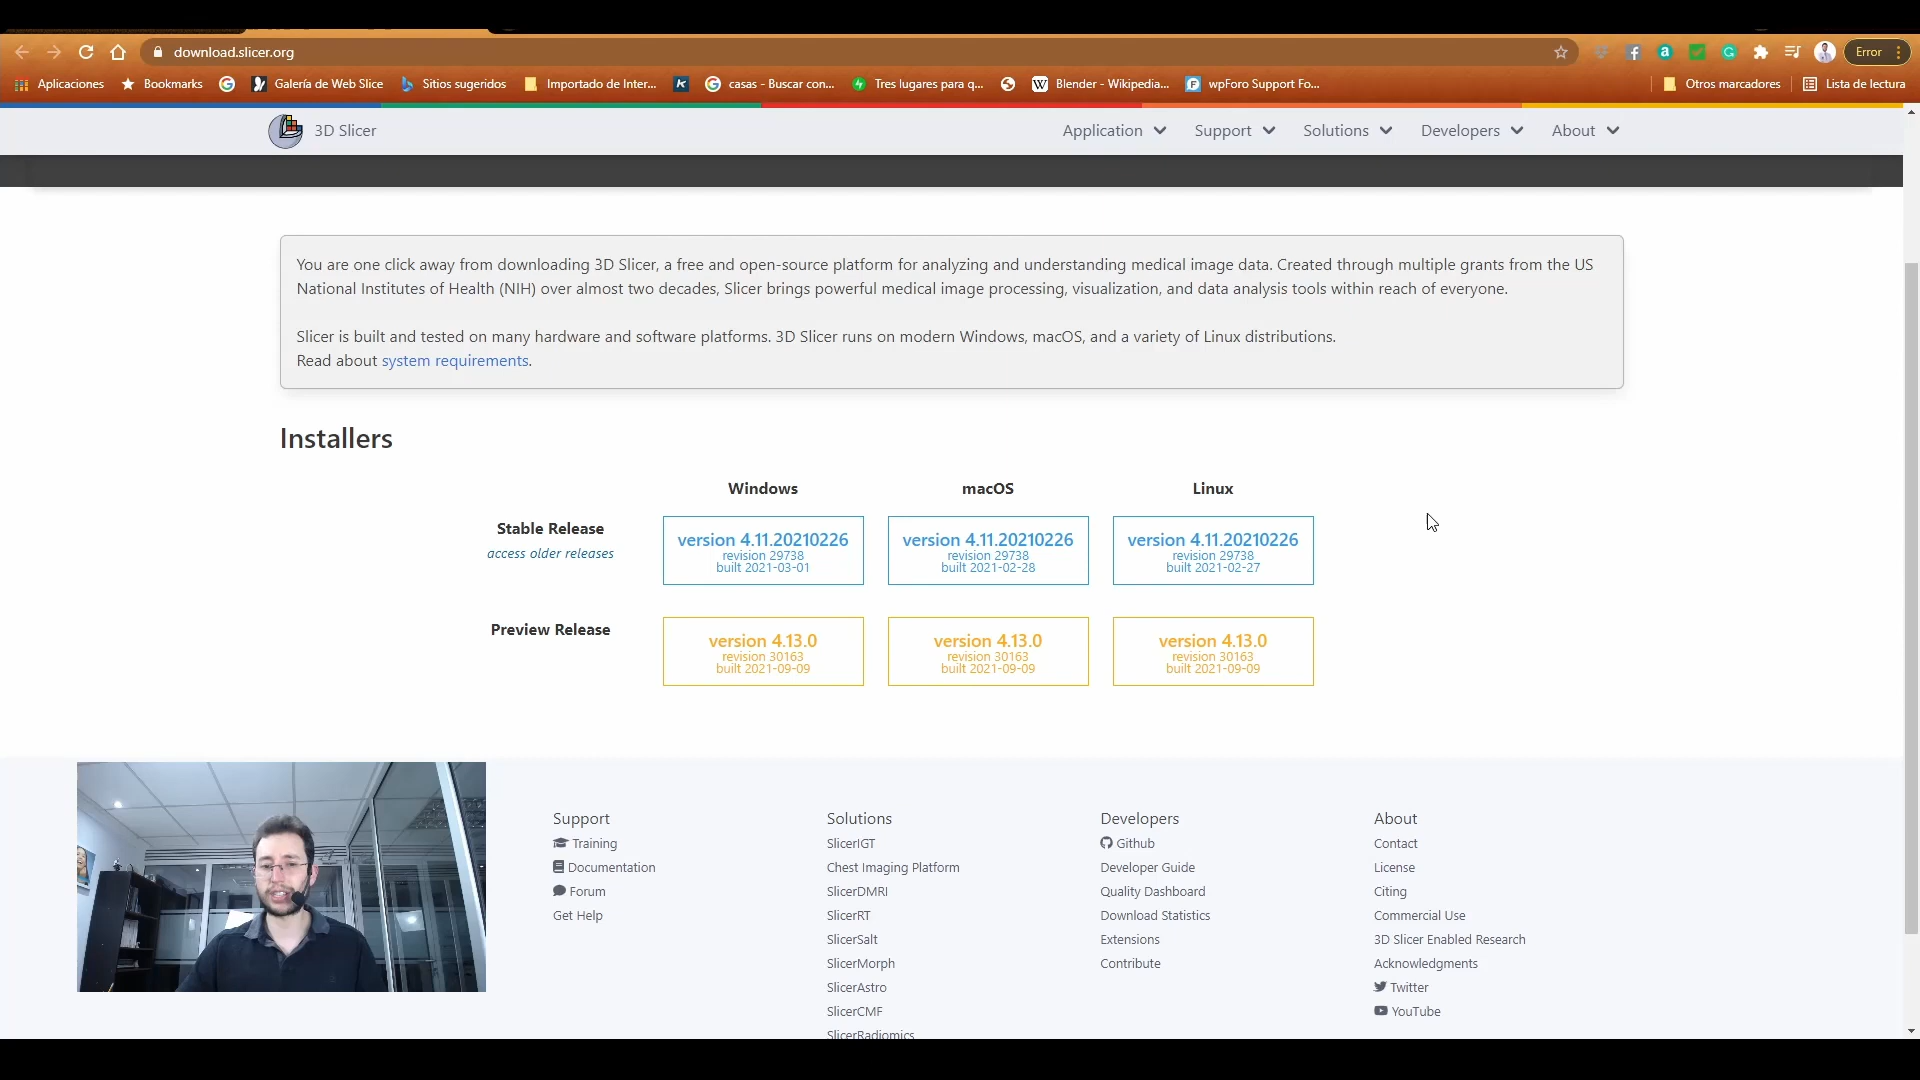 download.slicer.org
Error
Aplicaciones
Bookmarks
Galería de Web Slice
Sitios sugeridos
Importado de Inter...
casas - Buscar con...
Tres lugares para q...
Blender - Wikipedia...
wpForo Support Fo...
Otros marcadores
Lista de lectura
3D Slicer
Application
Support
Solutions
Developers
About
You are one click away from downloading 3D Slicer, a free and open-source platform for analyzing and understanding medical image data. Created through multiple grants from the US
National Institutes of Health (NIH) over almost two decades, Slicer brings powerful medical image processing, visualization, and data analysis tools within reach of everyone.
Slicer is built and tested on many hardware and software platforms. 3D Slicer runs on modern Windows, macOS, and a variety of Linux distributions.
Read about system requirements.
Installers
Windows
macOS
Linux
Stable Release
access older releases
version 4.11.20210226
revision 29738
built 2021-03-01
version 4.11.20210226
revision 29738
built 2021-02-28
version 4.11.20210226
revision 29738
built 2021-02-27
Preview Release
version 4.13.0
revision 30163
built 2021-09-09
version 4.13.0
revision 30163
built 2021-09-09
version 4.13.0
revision 30163
built 2021-09-09
Support
Training
Documentation
Forum
Get Help
Solutions
SlicerIGT
Chest Imaging Platform
SlicerDMRI
SlicerRT
SlicerSalt
SlicerMorph
SlicerAstro
SlicerCMF
SlicerRadiomics
Developers
Github
Developer Guide
Quality Dashboard
Download Statistics
Extensions
Contribute
About
Contact
License
Citing
Commercial Use
3D Slicer Enabled Research
Acknowledgments
Twitter
YouTube